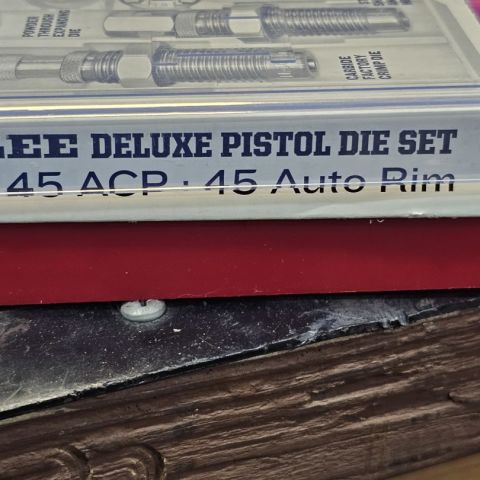 POWDER
THROUGH
EXPANDING
DIE
CARBIDE
FACTORY
CRIMP DIE
LEE DELUXE PISTOL DIE SET
45 ACP · 45 Auto Rim